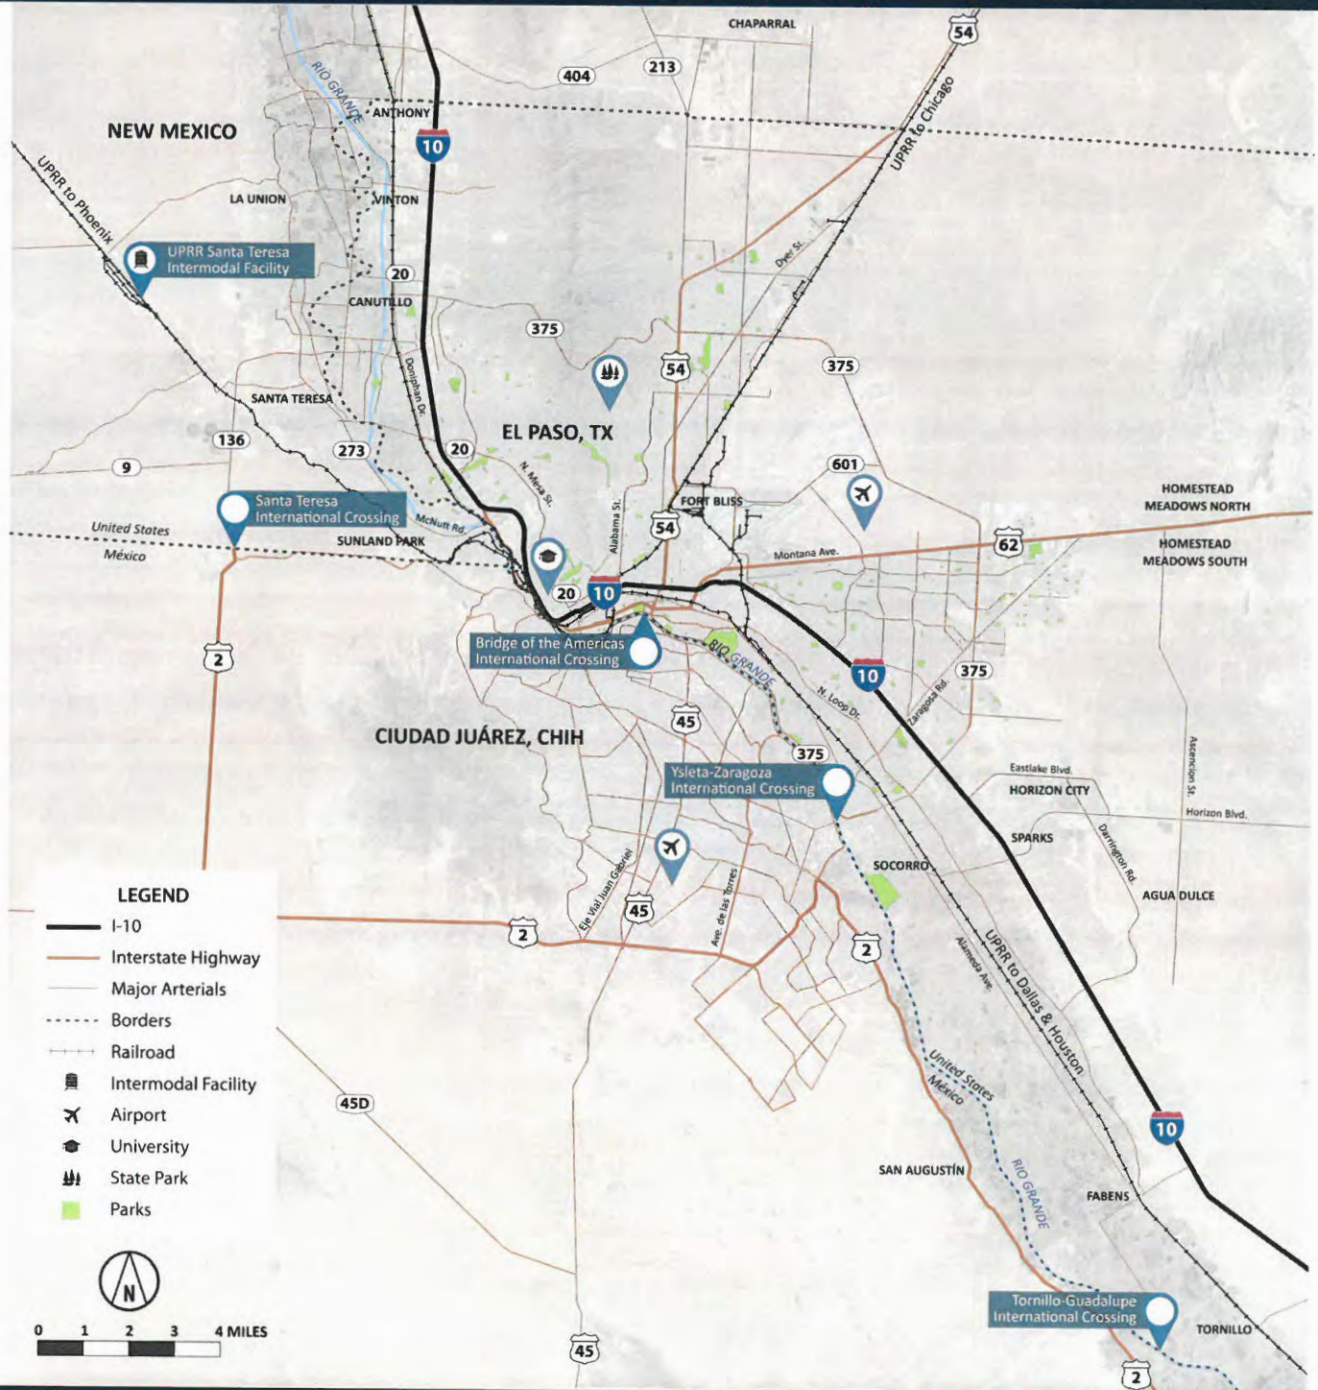 CHAPARRAL
54
404
213
RIO GRANDE
ANTHONY
NEW MEXICO
10
UPRR to Chicago
UPRR to Phoenix
LA UNION
VINTON
UPRR Santa Teresa
Intermodal Facility
20
Dyer St.
CANUTILLO
375
54
375
Doniphan Dr.
SANTA TERESA
EL PASO, TX
136
273
20
9
N. Mesa St.
601
Santa Teresa
International Crossing
Alabama St.
FORT BLISS
HOMESTEAD
MEADOWS NORTH
McNutt Rd.
54
United States
México
SUNLAND PARK
Montana Ave.
62
HOMESTEAD
MEADOWS SOUTH
20
10
2
Bridge of the Americas
International Crossing
RIO GRANDE
10
375
N. Loop Dr.
Zaragosa Rd.
45
CIUDAD JUÁREZ, CHIH
375
Ascencion St.
Ysleta-Zaragoza
International Crossing
Eastlake Blvd.
HORIZON CITY
Horizon Blvd.
SPARKS
Darrington Rd.
SOCORRO
Eje Vial Juan Gabriel
Ave. de las Torres
AGUA DULCE
45
2
2
Alameda Ave.
UPRR to Dallas & Houston
LEGEND
I-10
Interstate Highway
Major Arterials
Borders
Railroad
Intermodal Facility
Airport
University
State Park
Parks
N
0 1 2 3 4 MILES
United States
México
45D
10
SAN AUGUSTÍN
RIO GRANDE
FABENS
Tornillo-Guadalupe
International Crossing
TORNILLO
45
2